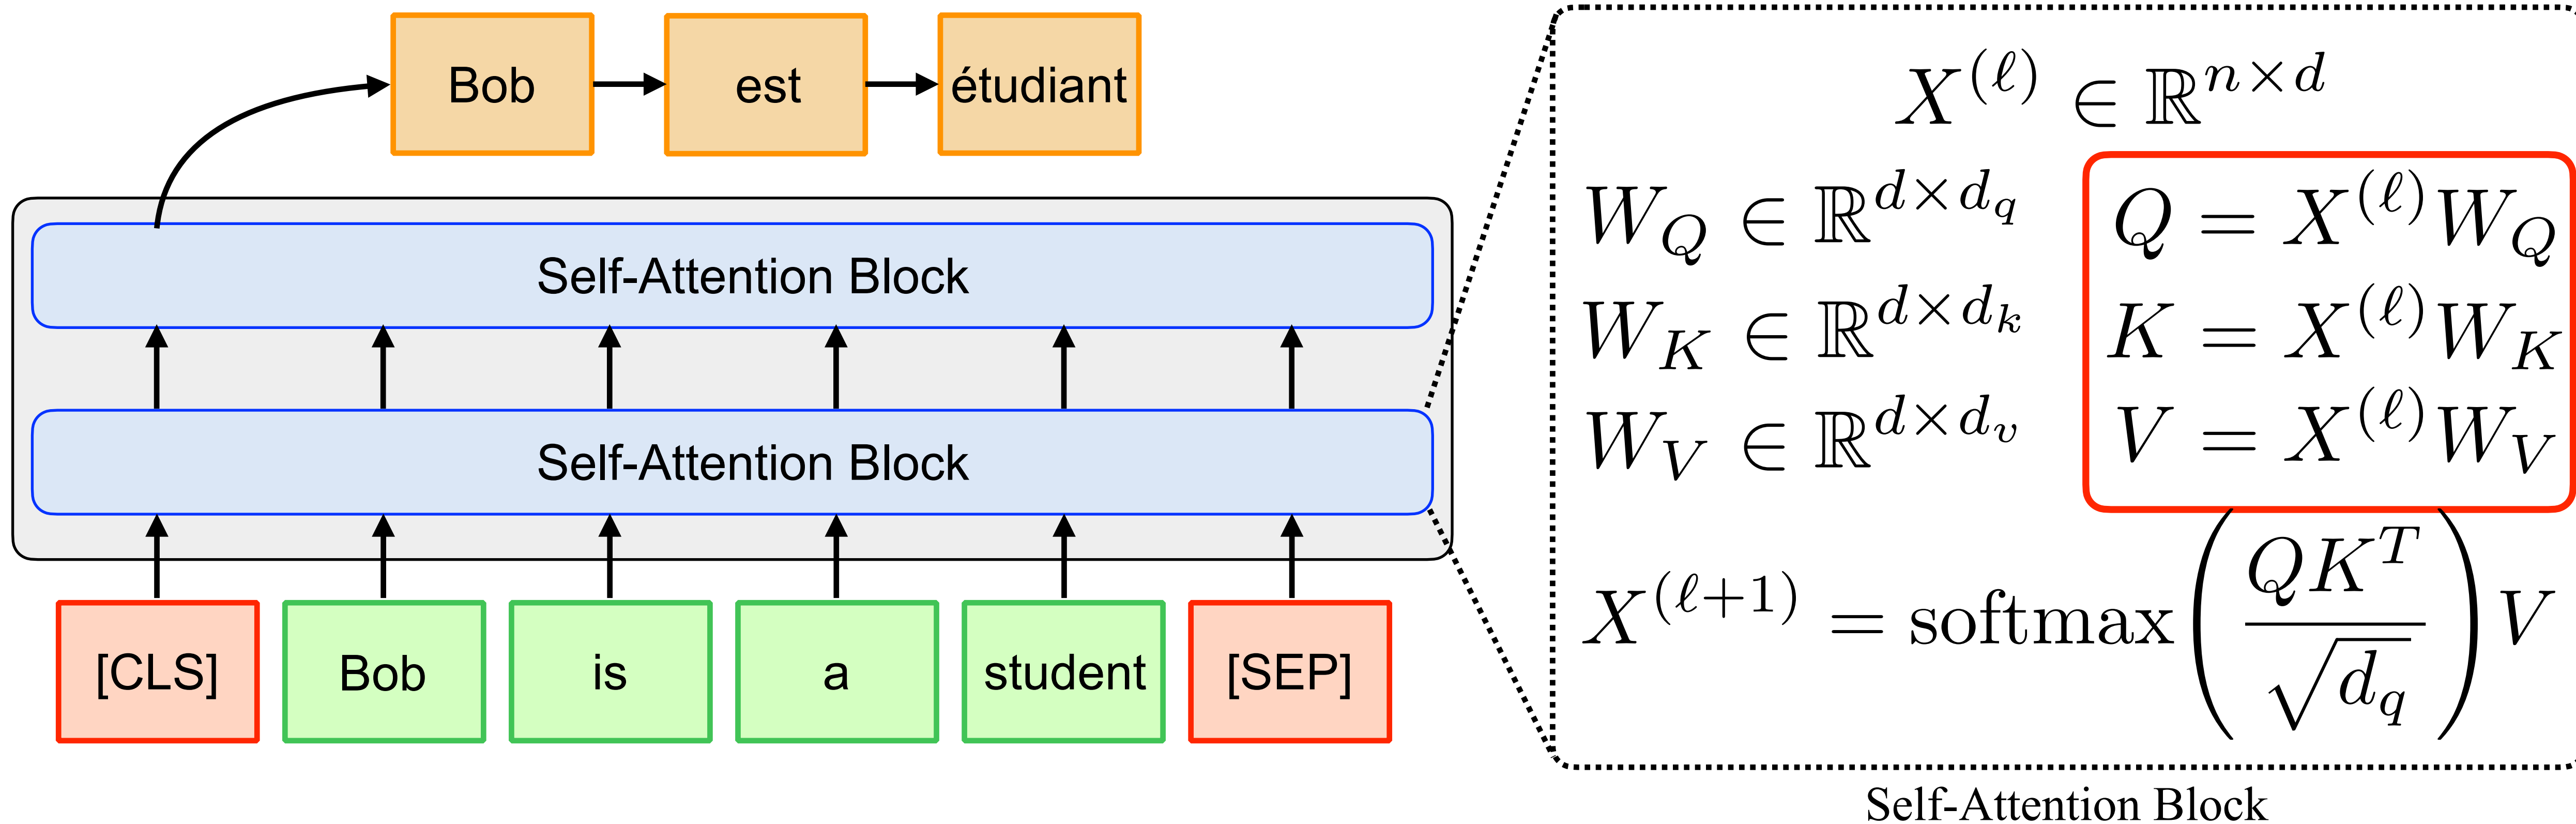 Bob est étudiant
Self-Attention Block
Self-Attention Block
[CLS] Bob is a student [SEP]
X^{(ℓ)} ∈ ℝ^{n×d}
W_Q ∈ ℝ^{d×d_q} Q = X^{(ℓ)}W_Q
W_K ∈ ℝ^{d×d_k} K = X^{(ℓ)}W_K
W_V ∈ ℝ^{d×d_v} V = X^{(ℓ)}W_V
X^{(ℓ+1)} = softmax(QK^T / √d_q) V
Self-Attention Block